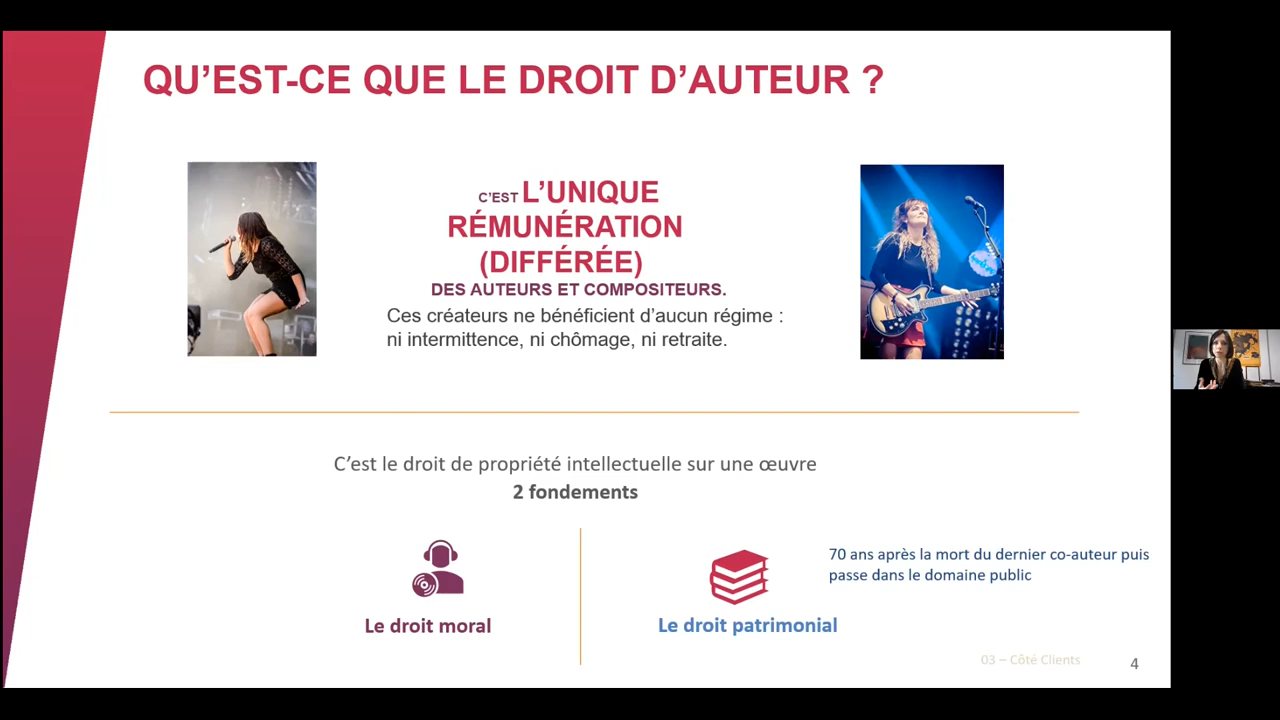 QU’EST-CE QUE LE DROIT D’AUTEUR ?
C’EST L’UNIQUE
RÉMUNÉRATION
(DIFFÉRÉE)
DES AUTEURS ET COMPOSITEURS.
Ces créateurs ne bénéficient d’aucun régime :
ni intermittence, ni chômage, ni retraite.
C’est le droit de propriété intellectuelle sur une œuvre
2 fondements
70 ans après la mort du dernier co-auteur puis
passe dans le domaine public
Le droit moral
Le droit patrimonial
03 – Côté Clients
4